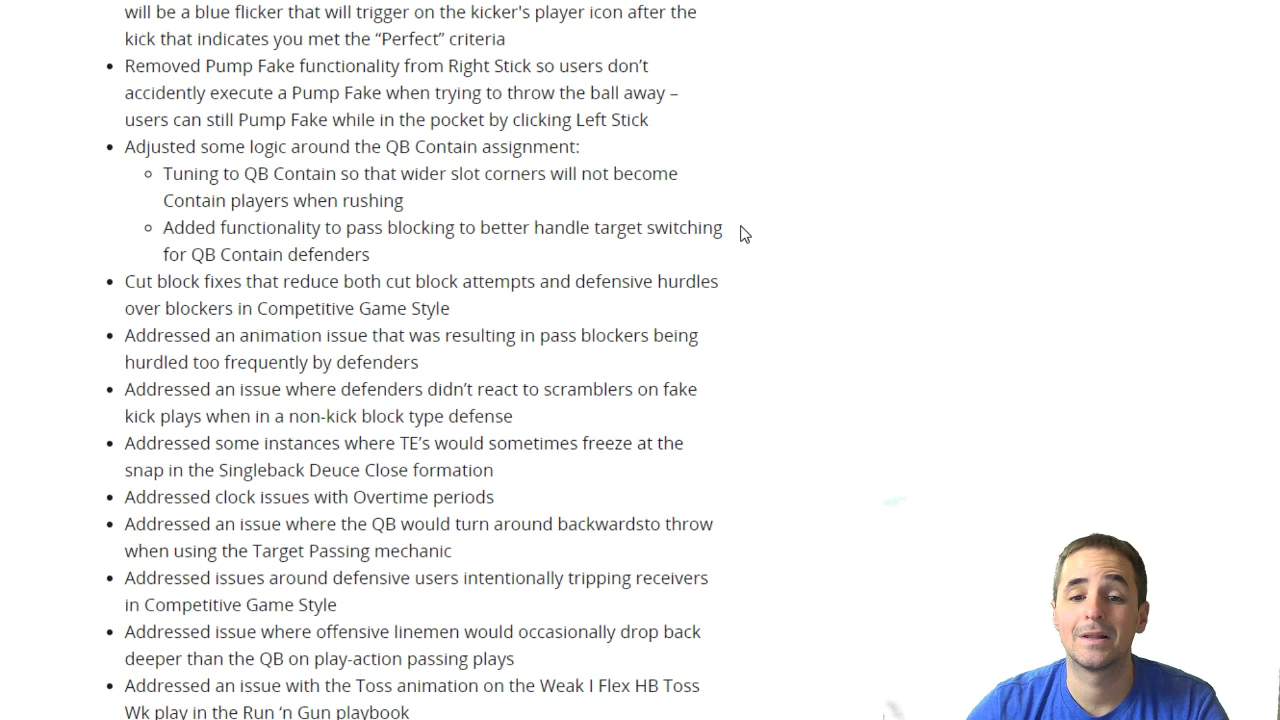 will be a blue flicker that will trigger on the kicker's player icon after the
kick that indicates you met the “Perfect” criteria
• Removed Pump Fake functionality from Right Stick so users don’t
accidently execute a Pump Fake when trying to throw the ball away –
users can still Pump Fake while in the pocket by clicking Left Stick
• Adjusted some logic around the QB Contain assignment:
◦ Tuning to QB Contain so that wider slot corners will not become
Contain players when rushing
◦ Added functionality to pass blocking to better handle target switching
for QB Contain defenders
• Cut block fixes that reduce both cut block attempts and defensive hurdles
over blockers in Competitive Game Style
• Addressed an animation issue that was resulting in pass blockers being
hurdled too frequently by defenders
• Addressed an issue where defenders didn’t react to scramblers on fake
kick plays when in a non-kick block type defense
• Addressed some instances where TE’s would sometimes freeze at the
snap in the Singleback Deuce Close formation
• Addressed clock issues with Overtime periods
• Addressed an issue where the QB would turn around backwardsto throw
when using the Target Passing mechanic
• Addressed issues around defensive users intentionally tripping receivers
in Competitive Game Style
• Addressed issue where offensive linemen would occasionally drop back
deeper than the QB on play-action passing plays
• Addressed an issue with the Toss animation on the Weak I Flex HB Toss
Wk play in the Run ‘n Gun playbook